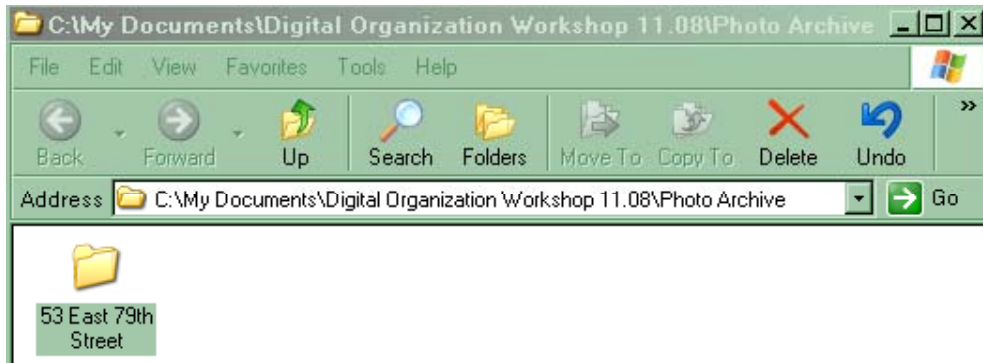 C:\My Documents\Digital Organization Workshop 11.08\Photo Archive
File Edit View Favorites Tools Help
Back Forward Up Search Folders Move To Copy To Delete Undo »
Address C:\My Documents\Digital Organization Workshop 11.08\Photo Archive Go
53 East 79th
Street